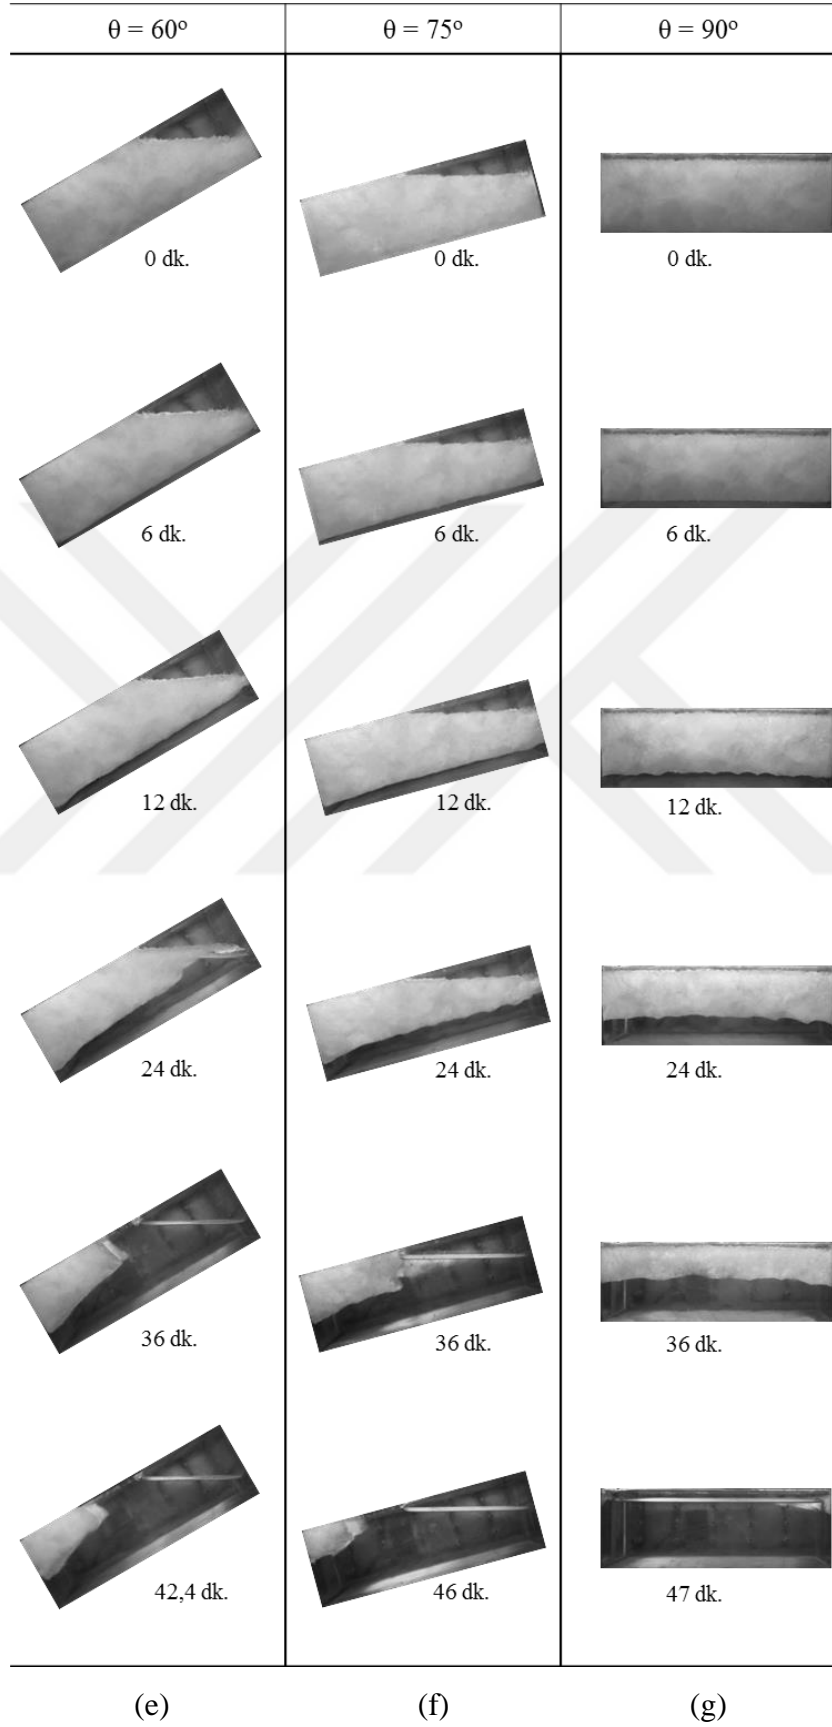 θ = 60° θ = 75° θ = 90°
0 dk. 0 dk. 0 dk.
6 dk. 6 dk. 6 dk.
12 dk. 12 dk. 12 dk.
24 dk. 24 dk. 24 dk.
36 dk. 36 dk. 36 dk.
42,4 dk. 46 dk. 47 dk.
(e) (f) (g)